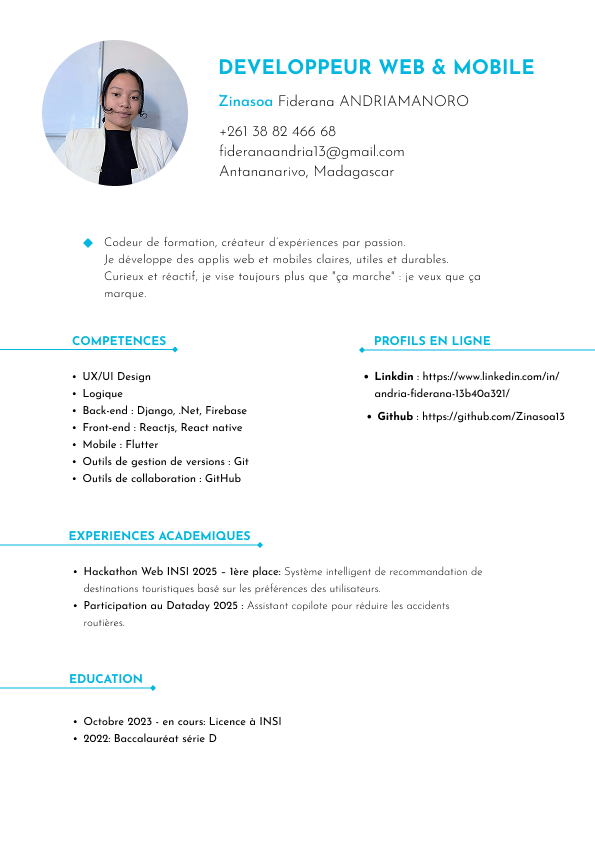 DEVELOPPEUR WEB & MOBILE
Zinasoa Fiderana ANDRIAMANORO
+261 38 82 466 68
fideranaandria13@gmail.com
Antananarivo, Madagascar
Codeur de formation, créateur d'expériences par passion.
Je développe des applis web et mobiles claires, utiles et durables.
Curieux et réactif, je vise toujours plus que "ça marche" : je veux que ça
marque.
COMPETENCES
• UX/UI Design
• Logique
• Back-end : Django, .Net, Firebase
• Front-end : Reactjs, React native
• Mobile : Flutter
• Outils de gestion de versions : Git
• Outils de collaboration : GitHub
PROFILS EN LIGNE
• Linkdin : https://www.linkedin.com/in/
andria-fiderana-13b40a321/
• Github : https://github.com/Zinasoa13
EXPERIENCES ACADEMIQUES
• Hackathon Web INSI 2025 – 1ère place: Système intelligent de recommandation de
destinations touristiques basé sur les préférences des utilisateurs.
• Participation au Dataday 2025 : Assistant copilote pour réduire les accidents
routières.
EDUCATION
• Octobre 2023 - en cours: Licence à INSI
• 2022: Baccalauréat série D